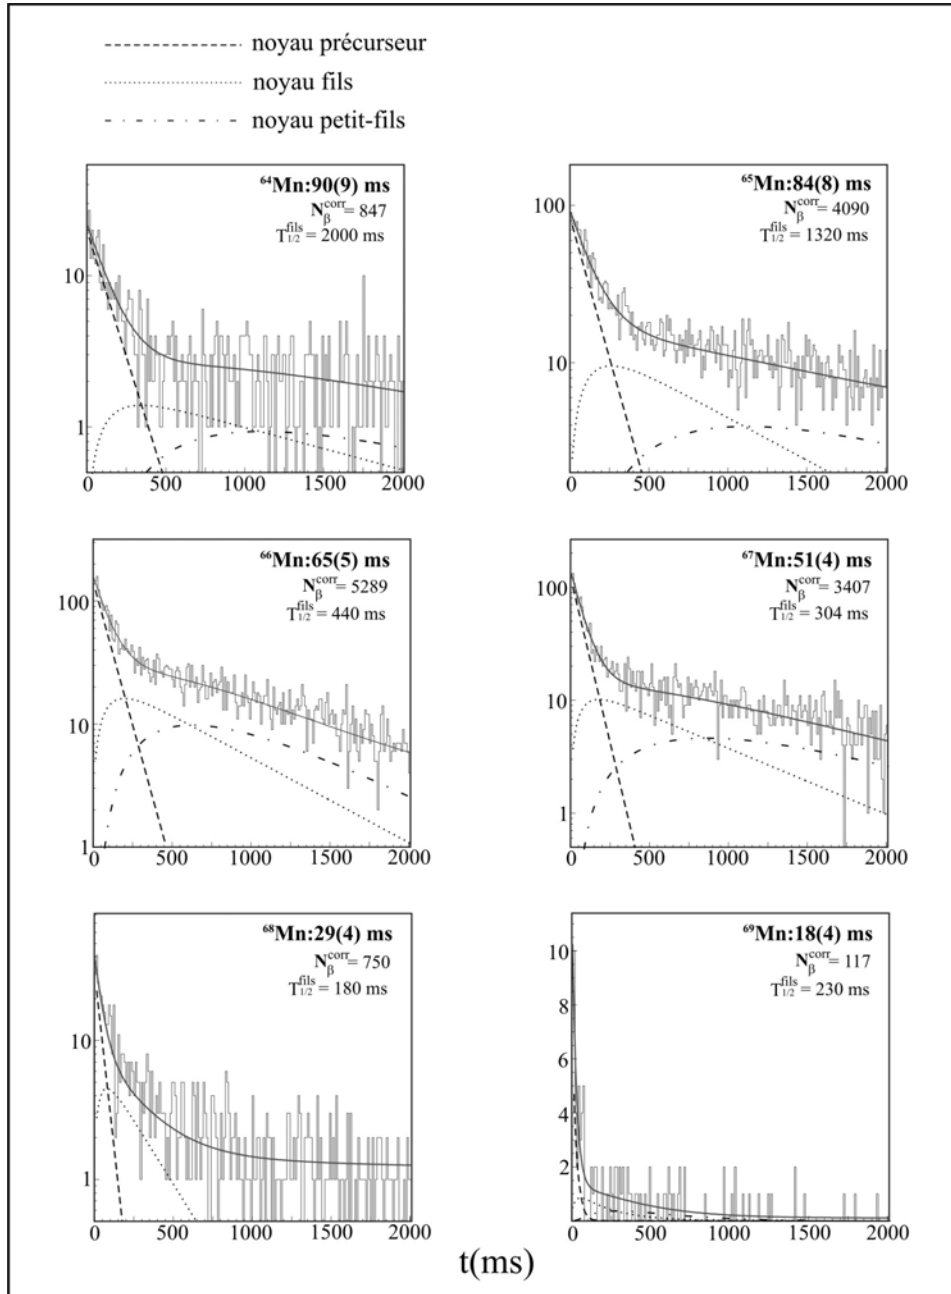 noyau précurseur
noyau fils
noyau petit-fils
⁶⁴Mn:90(9) ms
N_β^corr = 847
T_1/2^fils = 2000 ms
10
1
0 500 1000 1500 2000
⁶⁵Mn:84(8) ms
N_β^corr = 4090
T_1/2^fils = 1320 ms
100
10
0 500 1000 1500 2000
⁶⁶Mn:65(5) ms
N_β^corr = 5289
T_1/2^fils = 440 ms
100
10
1
0 500 1000 1500 2000
⁶⁷Mn:51(4) ms
N_β^corr = 3407
T_1/2^fils = 304 ms
100
10
1
0 500 1000 1500 2000
⁶⁸Mn:29(4) ms
N_β^corr = 750
T_1/2^fils = 180 ms
10
1
0 500 1000 1500 2000
⁶⁹Mn:18(4) ms
N_β^corr = 117
T_1/2^fils = 230 ms
10
8
6
4
2
0 500 1000 1500 2000
t(ms)